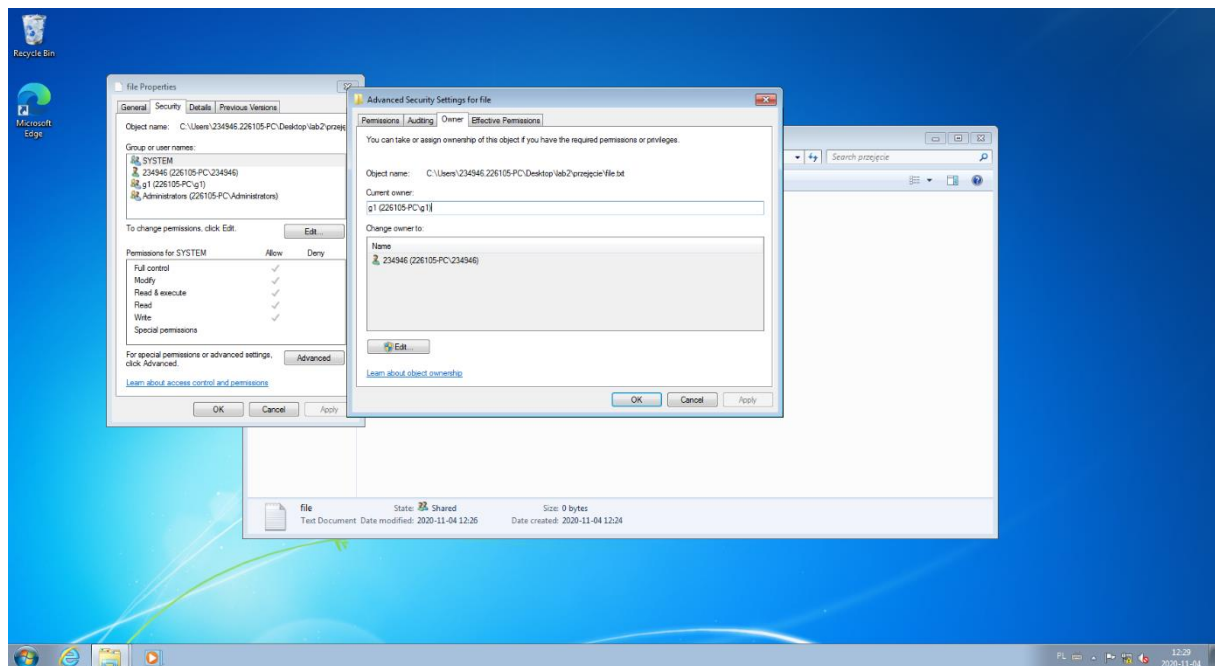 Recycle Bin
Microsoft
Edge
file Properties
General Security Details Previous Versions
Object name: C:\Users\234946.226105-PC\Desktop\lab2\przeję
Group or user names:
SYSTEM
234946 (226105-PC\234946)
g1 (226105-PC\g1)
Administrators (226105-PC\Administrators)
To change permissions, click Edit.
Edit...
Permissions for SYSTEM Allow Deny
Full control
Modify
Read & execute
Read
Write
Special permissions
For special permissions or advanced settings,
click Advanced.
Advanced
Learn about access control and permissions
OK Cancel Apply
Advanced Security Settings for file
Permissions Auditing Owner Effective Permissions
You can take or assign ownership of this object if you have the required permissions or privileges.
Object name: C:\Users\234946.226105-PC\Desktop\lab2\przejęcie\file.txt
Current owner:
g1 (226105-PC\g1)
Change owner to:
Name
234946 (226105-PC\234946)
Edit...
Learn about object ownership
OK Cancel Apply
Search przejęcie
file State: Shared Size: 0 bytes
Text Document Date modified: 2020-11-04 12:26 Date created: 2020-11-04 12:24
PL
12:29
2020-11-04